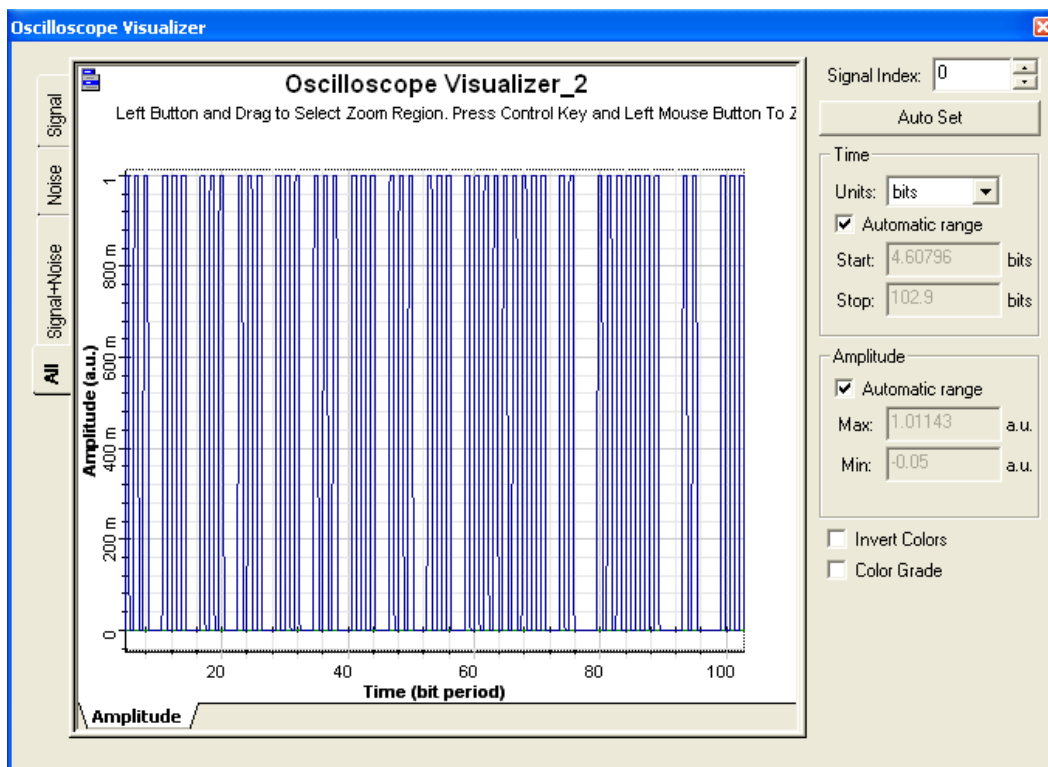 Oscilloscope Visualizer
Signal
Noise
Signal+Noise
All
Oscilloscope Visualizer_2
Left Button and Drag to Select Zoom Region. Press Control Key and Left Mouse Button To Z
Amplitude (a.u.)
1
800 m
600 m
400 m
200 m
0
20 40 60 80 100
Time (bit period)
Amplitude
Signal Index: 0
Auto Set
Time
Units: bits
Automatic range
Start: 4.60796 bits
Stop: 102.9 bits
Amplitude
Automatic range
Max: 1.01143 a.u.
Min: -0.05 a.u.
Invert Colors
Color Grade